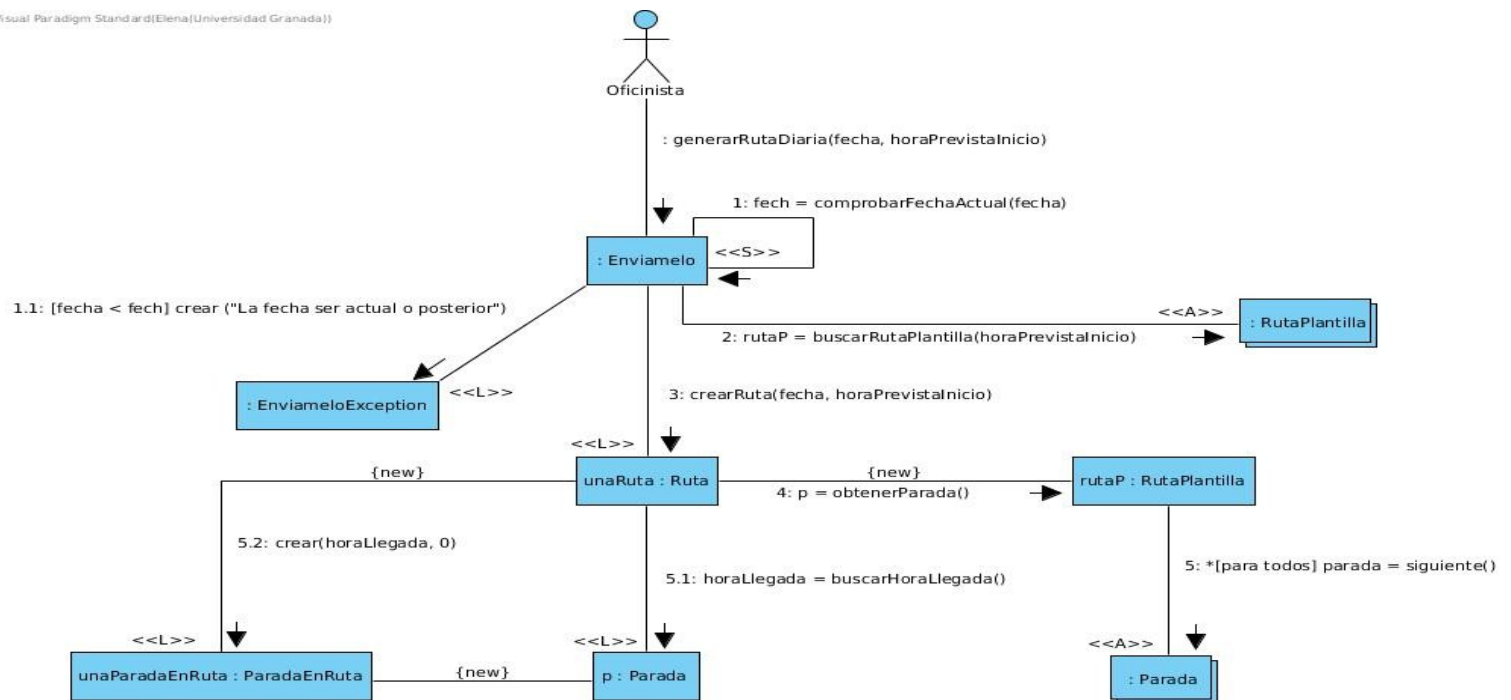 Visual Paradigm Standard(Elena(Universidad Granada))
Oficinista
: generarRutaDiaria(fecha, horaPrevistaInicio)
1: fech = comprobarFechaActual(fecha)
: Enviamelo
<<S>>
1.1: [fecha < fech] crear ("La fecha ser actual o posterior")
<<A>>
: RutaPlantilla
2: rutaP = buscarRutaPlantilla(horaPrevistaInicio)
: EnviameloException
<<L>>
3: crearRuta(fecha, horaPrevistaInicio)
<<L>>
{new}
unaRuta : Ruta
{new}
4: p = obtenerParada()
rutaP : RutaPlantilla
5.2: crear(horaLlegada, 0)
5.1: horaLlegada = buscarHoraLlegada()
5: *[para todos] parada = siguiente()
<<L>>
<<L>>
<<A>>
unaParadaEnRuta : ParadaEnRuta
{new}
p : Parada
: Parada